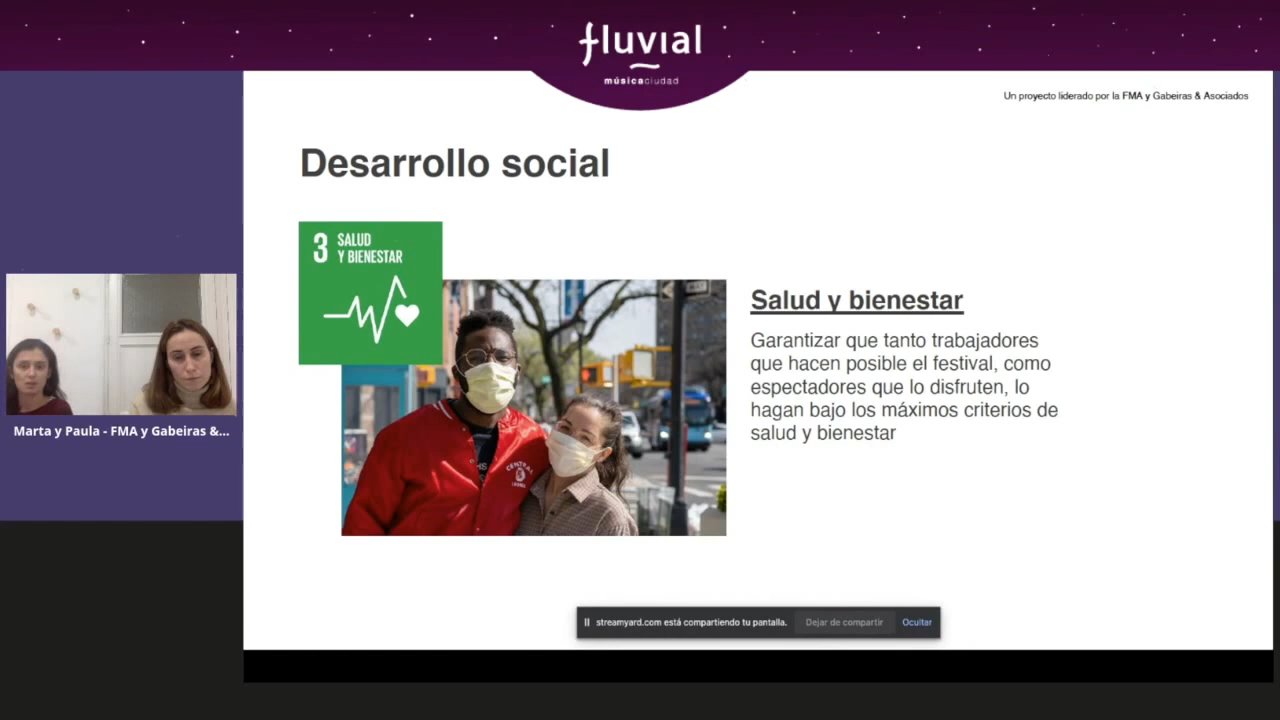 fluvial
músicaciudad
Un proyecto liderado por la FMA y Gabeiras & Asociados
Desarrollo social
3 SALUD
Y BIENESTAR
Salud y bienestar
Garantizar que tanto trabajadores
que hacen posible el festival, como
espectadores que lo disfruten, lo
hagan bajo los máximos criterios de
salud y bienestar
CENTRAL
Marta y Paula - FMA y Gabeiras &...
streamyard.com está compartiendo tu pantalla. Dejar de compartir Ocultar